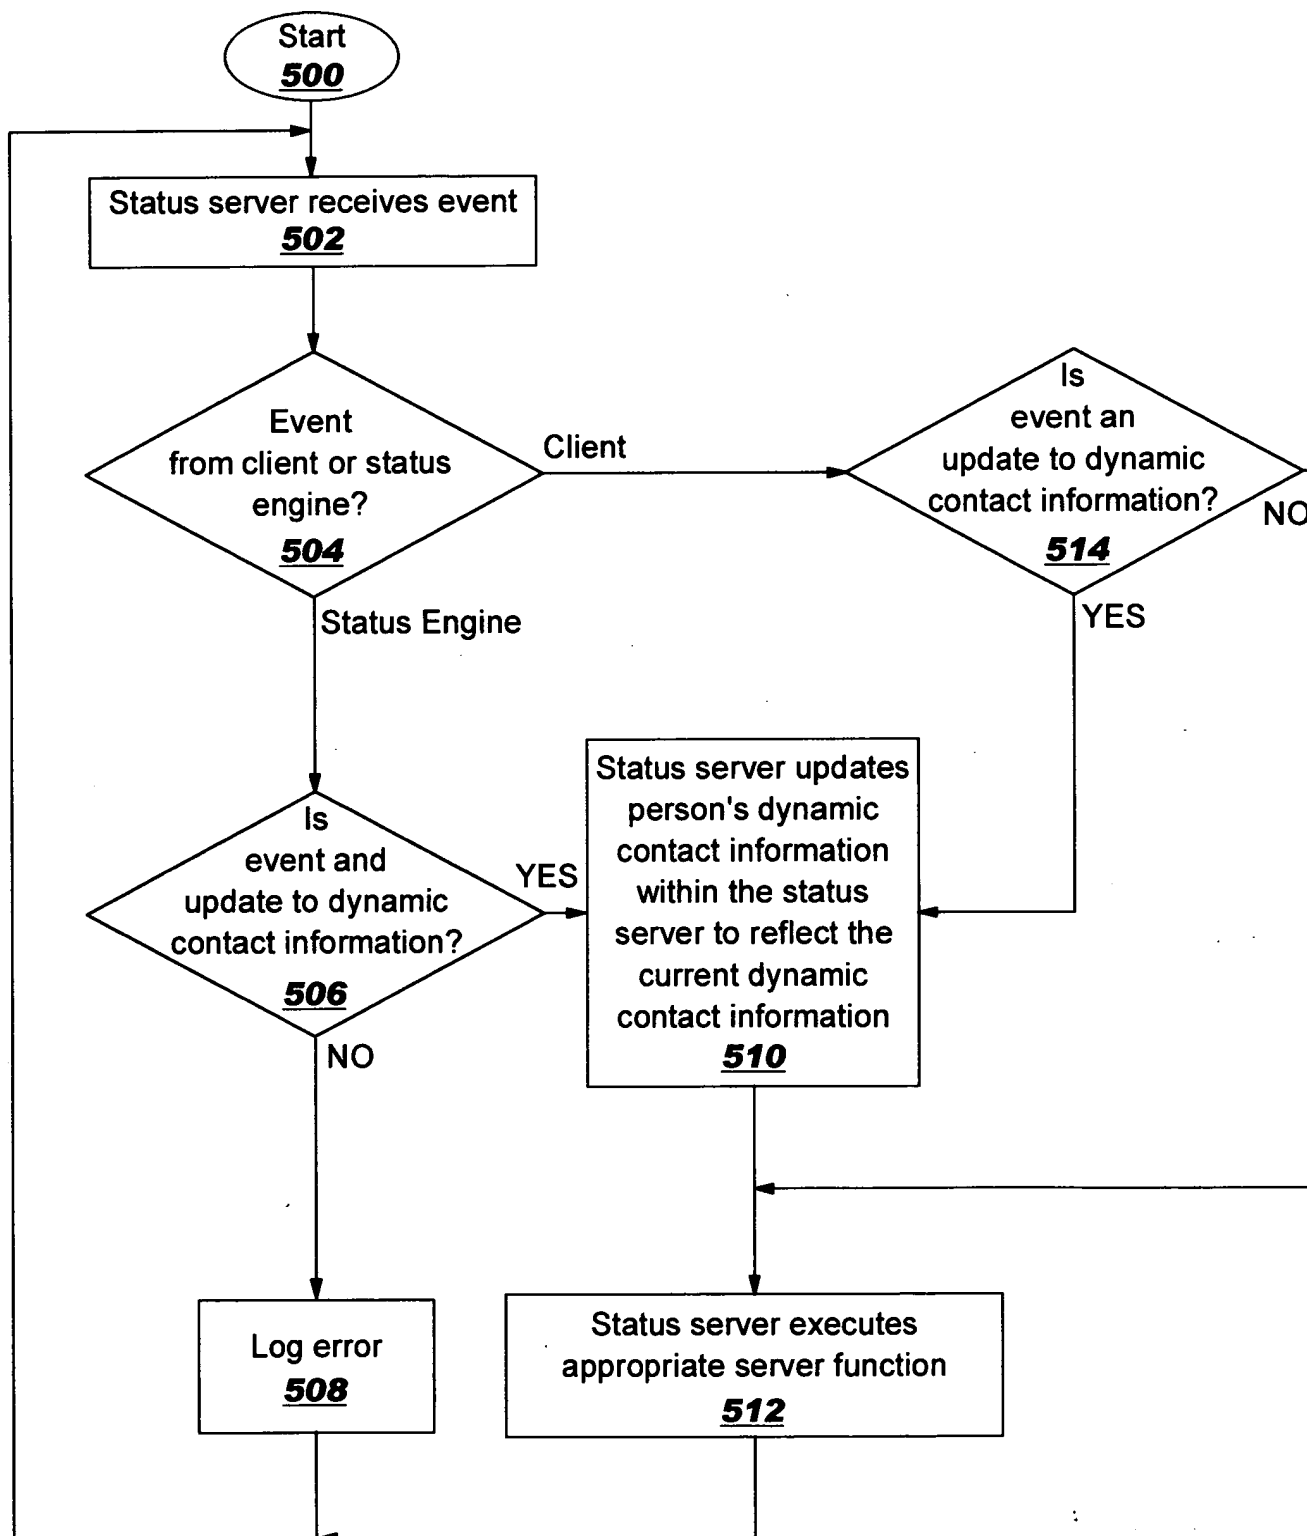 Start
500
Status server receives event
502
Event
from client or status
engine?
504
Client
Status Engine
Is
event an
update to dynamic
contact information?
514
NO
YES
Is
event and
update to dynamic
contact information?
506
YES
NO
Status server updates
person's dynamic
contact information
within the status
server to reflect the
current dynamic
contact information
510
Log error
508
Status server executes
appropriate server function
512